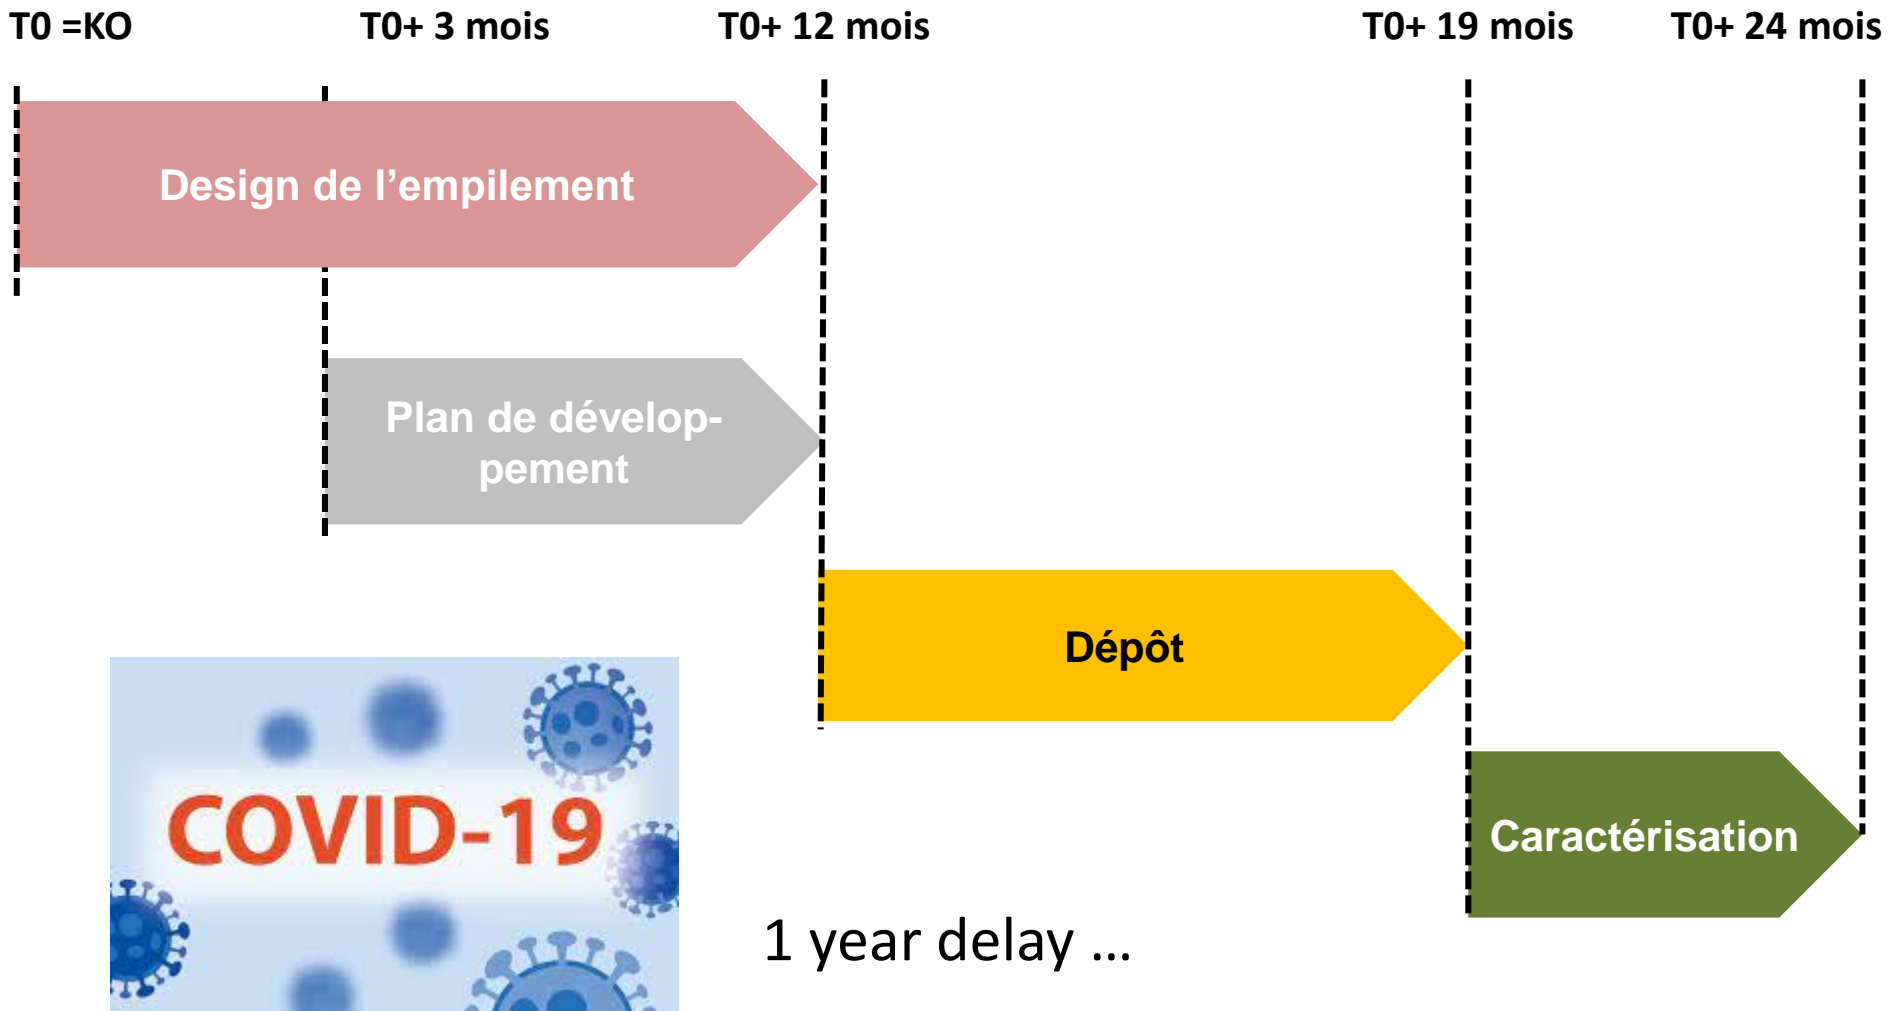 T0 =KO
T0+ 3 mois
T0+ 12 mois
T0+ 19 mois
T0+ 24 mois
Design de l’empilement
Plan de dévelop-
pement
Dépôt
Caractérisation
COVID-19
1 year delay ...